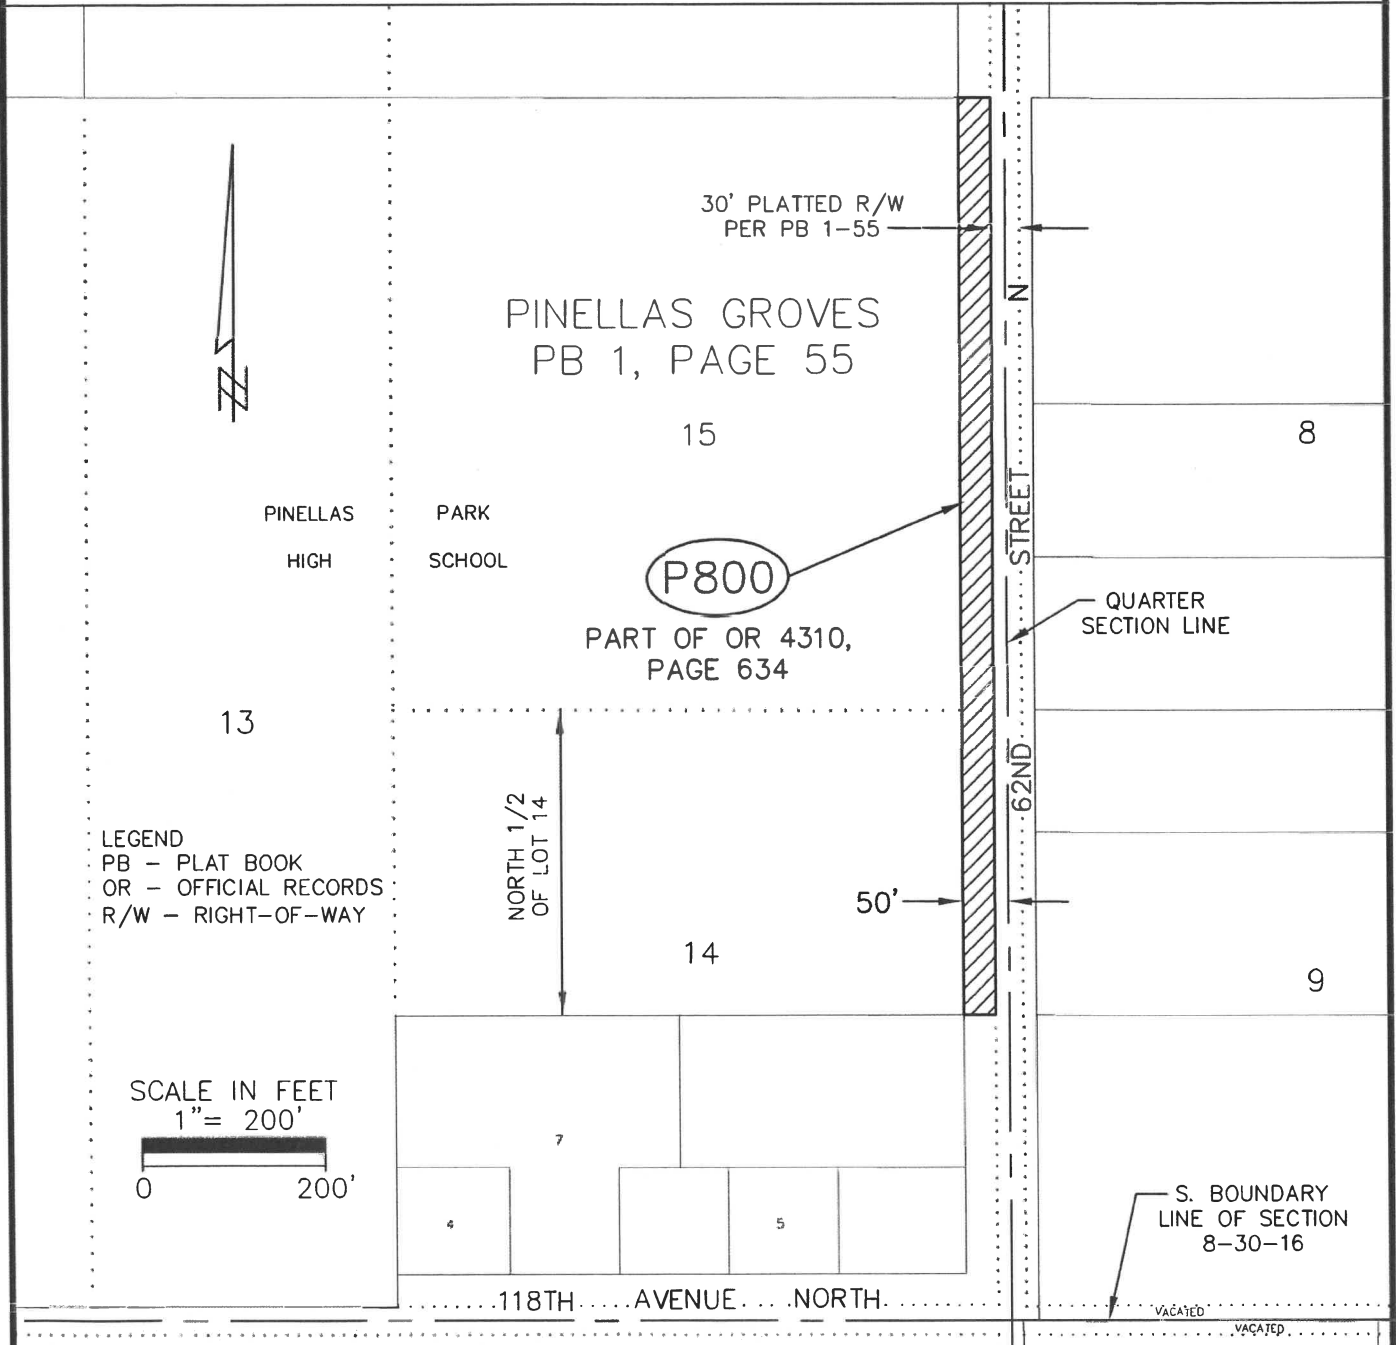 30' PLATTED R/W
PER PB 1-55
N
PINELLAS GROVES
PB 1, PAGE 55
15
8
PINELLAS PARK
HIGH SCHOOL
N
STREET
62ND
P800
PART OF OR 4310,
PAGE 634
QUARTER
SECTION LINE
13
NORTH 1/2
OF LOT 14
LEGEND
PB - PLAT BOOK
OR - OFFICIAL RECORDS
R/W - RIGHT-OF-WAY
50'
14
9
SCALE IN FEET
1"= 200'
0 200'
7
4
5
S. BOUNDARY
LINE OF SECTION
8-30-16
118TH AVENUE NORTH
VACATED
VACATED